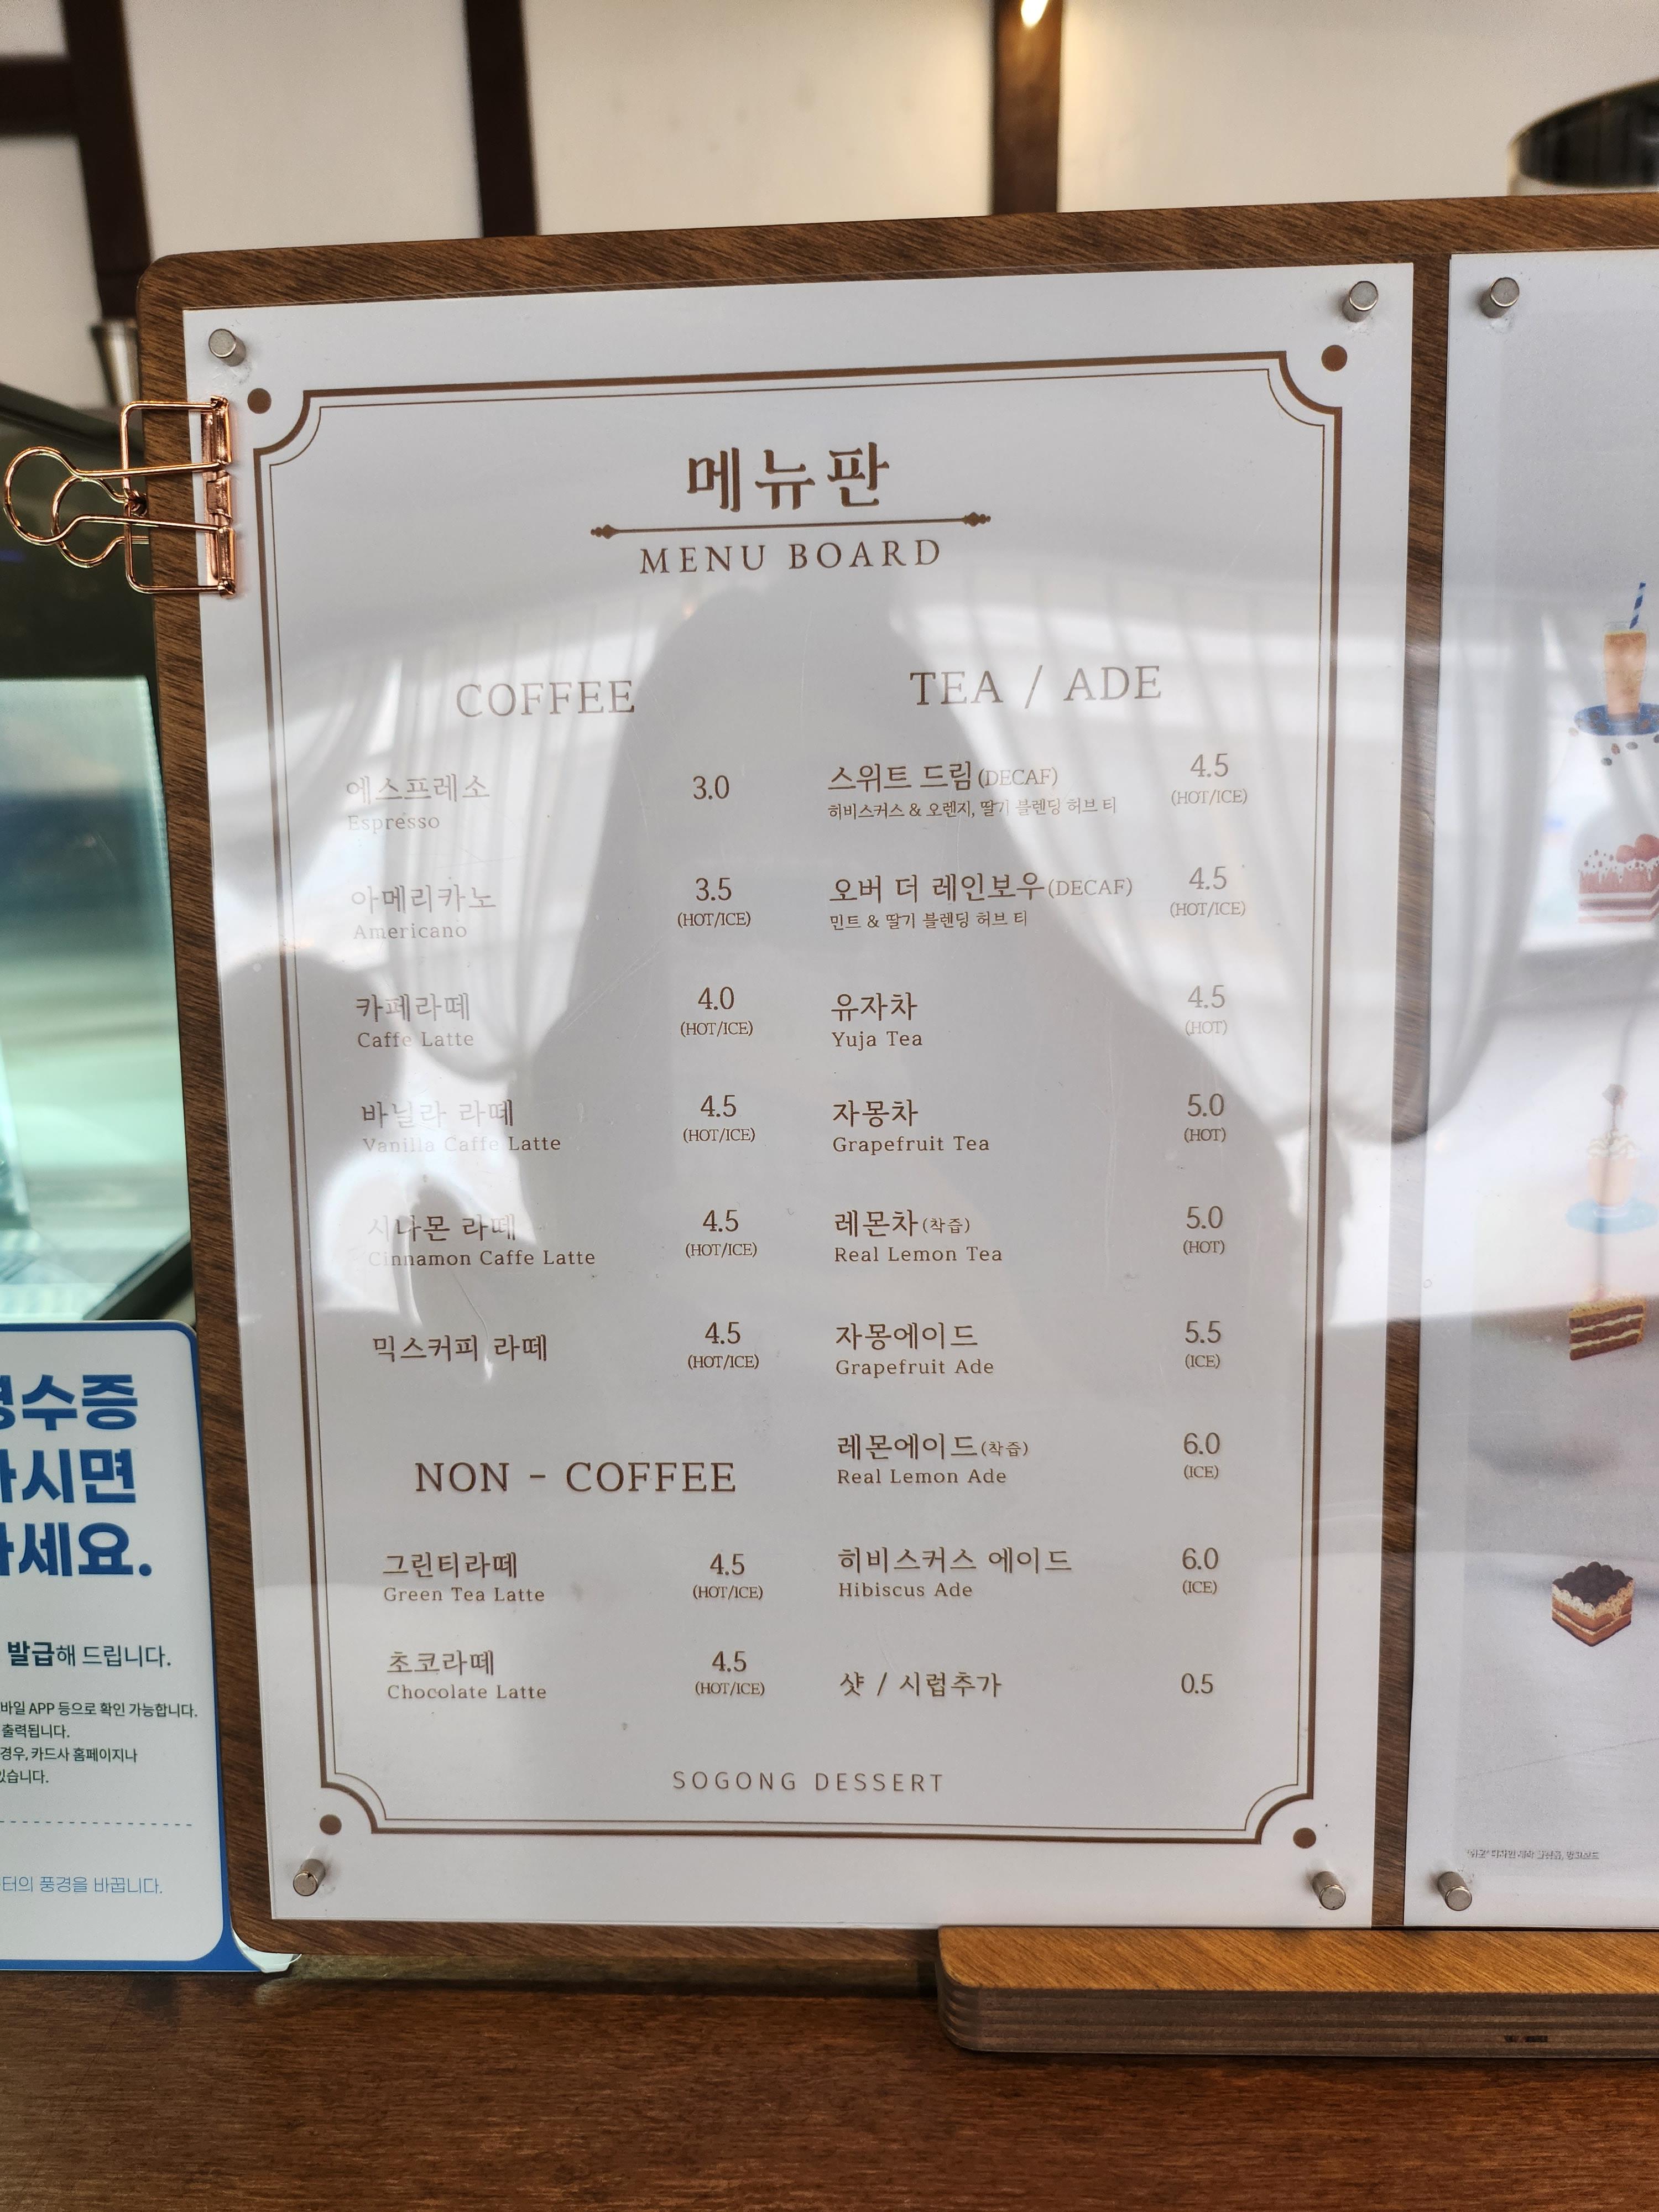 메뉴판
MENU BOARD
COFFEE
에스프레소 3.0
Espresso
아메리카노 3.5
Americano (HOT/ICE)
카페라떼 4.0
Caffe Latte (HOT/ICE)
바닐라 라떼 4.5
Vanilla Caffe Latte (HOT/ICE)
시나몬 라떼 4.5
Cinnamon Caffe Latte (HOT/ICE)
믹스커피 라떼 4.5
(HOT/ICE)
NON - COFFEE
그린티라떼 4.5
Green Tea Latte (HOT/ICE)
초코라떼 4.5
Chocolate Latte (HOT/ICE)
TEA / ADE
스위트 드림(DECAF) 4.5
히비스커스 & 오렌지, 딸기 블렌딩 허브 티 (HOT/ICE)
오버 더 레인보우(DECAF) 4.5
민트 & 딸기 블렌딩 허브 티 (HOT/ICE)
유자차 4.5
Yuja Tea (HOT)
자몽차 5.0
Grapefruit Tea (HOT)
레몬차(착즙) 5.0
Real Lemon Tea (HOT)
자몽에이드 5.5
Grapefruit Ade (ICE)
레몬에이드(착즙) 6.0
Real Lemon Ade (ICE)
히비스커스 에이드 6.0
Hibiscus Ade (ICE)
샷 / 시럽추가 0.5
SOGONG DESSERT
영수증
하시면
하세요.
발급해 드립니다.
바일 APP 등으로 확인 가능합니다.
출력됩니다.
경우, 카드사 홈페이지나
있습니다.
터의 풍경을 바꿉니다.